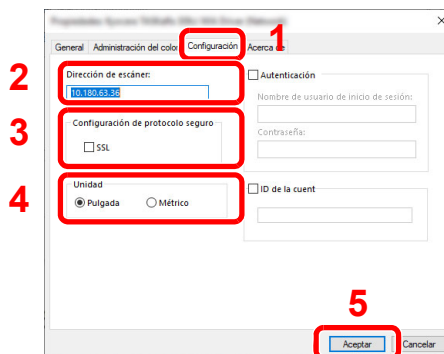 1
General Administración del color Configuración Acerca de
2
Dirección de escáner:
10.180.63.36
Autenticación
Nombre de usuario de inicio de sesión:
Contraseña:
3
Configuración de protocolo seguro
SSL
4
Unidad
Pulgada Métrico
ID de la cuent
5
Aceptar Cancelar